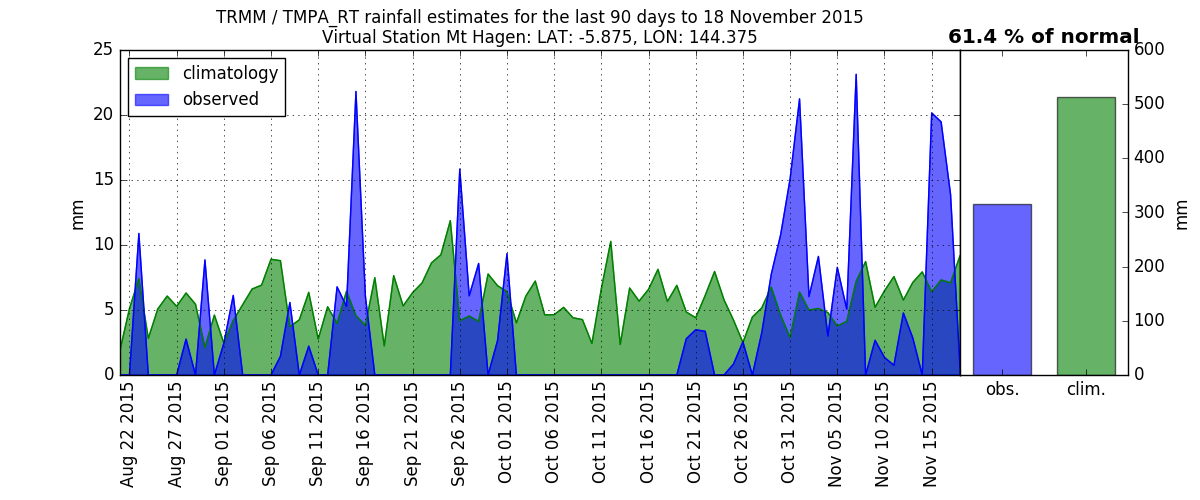 TRMM / TMPA_RT rainfall estimates for the last 90 days to 18 November 2015
Virtual Station Mt Hagen: LAT: -5.875, LON: 144.375
61.4 % of normal
climatology
observed
25
20
15
10
5
0
mm
600
500
400
300
200
100
0
mm
obs.
clim.
Aug 22 2015
Aug 27 2015
Sep 01 2015
Sep 06 2015
Sep 11 2015
Sep 16 2015
Sep 21 2015
Sep 26 2015
Oct 01 2015
Oct 06 2015
Oct 11 2015
Oct 16 2015
Oct 21 2015
Oct 26 2015
Oct 31 2015
Nov 05 2015
Nov 10 2015
Nov 15 2015